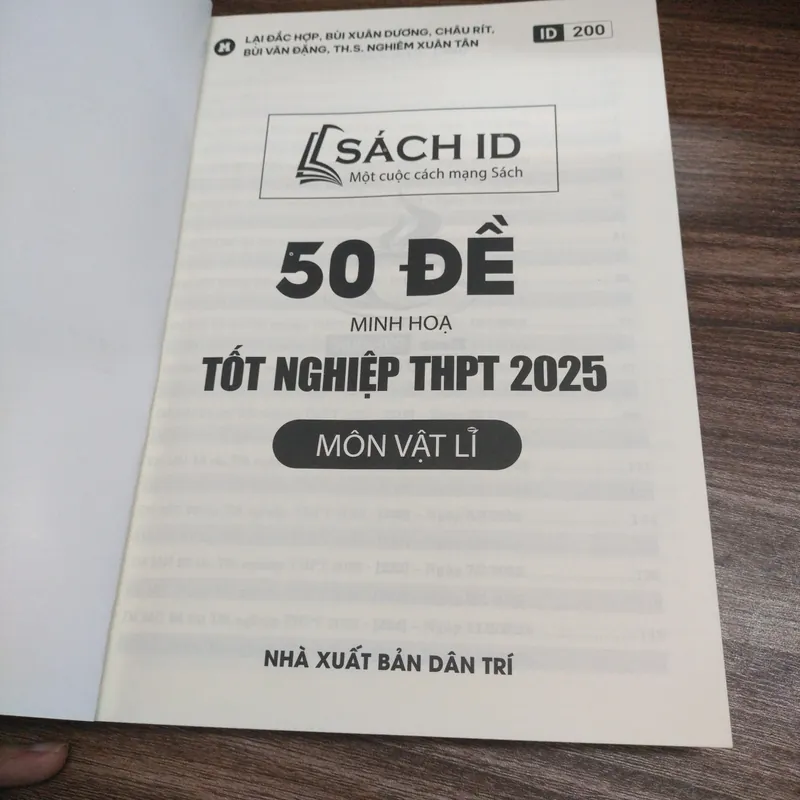 LẠI ĐẮC HỢP, BÙI XUÂN DƯƠNG, CHÂU RÍT,
BÙI VĂN ĐẶNG, TH.S. NGHIÊM XUÂN TÂN
ID 200
SÁCH ID
Một cuộc cách mạng Sách
50 ĐỀ
MINH HOẠ
TỐT NGHIỆP THPT 2025
MÔN VẬT LÍ
NHÀ XUẤT BẢN DÂN TRÍ